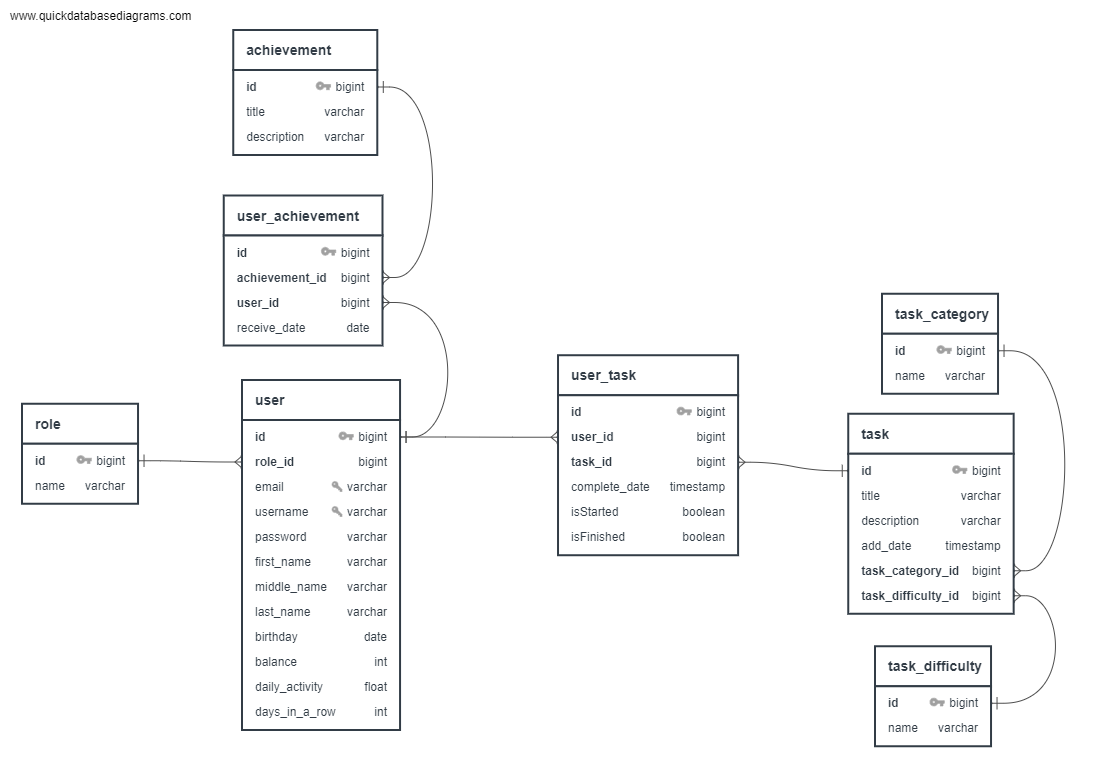 www.quickdatabasediagrams.com
achievement
id bigint
title varchar
description varchar
user_achievement
id bigint
achievement_id bigint
user_id bigint
receive_date date
role
id bigint
name varchar
user
id bigint
role_id bigint
email varchar
username varchar
password varchar
first_name varchar
middle_name varchar
last_name varchar
birthday date
balance int
daily_activity float
days_in_a_row int
user_task
id bigint
user_id bigint
task_id bigint
complete_date timestamp
isStarted boolean
isFinished boolean
task_category
id bigint
name varchar
task
id bigint
title varchar
description varchar
add_date timestamp
task_category_id bigint
task_difficulty_id bigint
task_difficulty
id bigint
name varchar